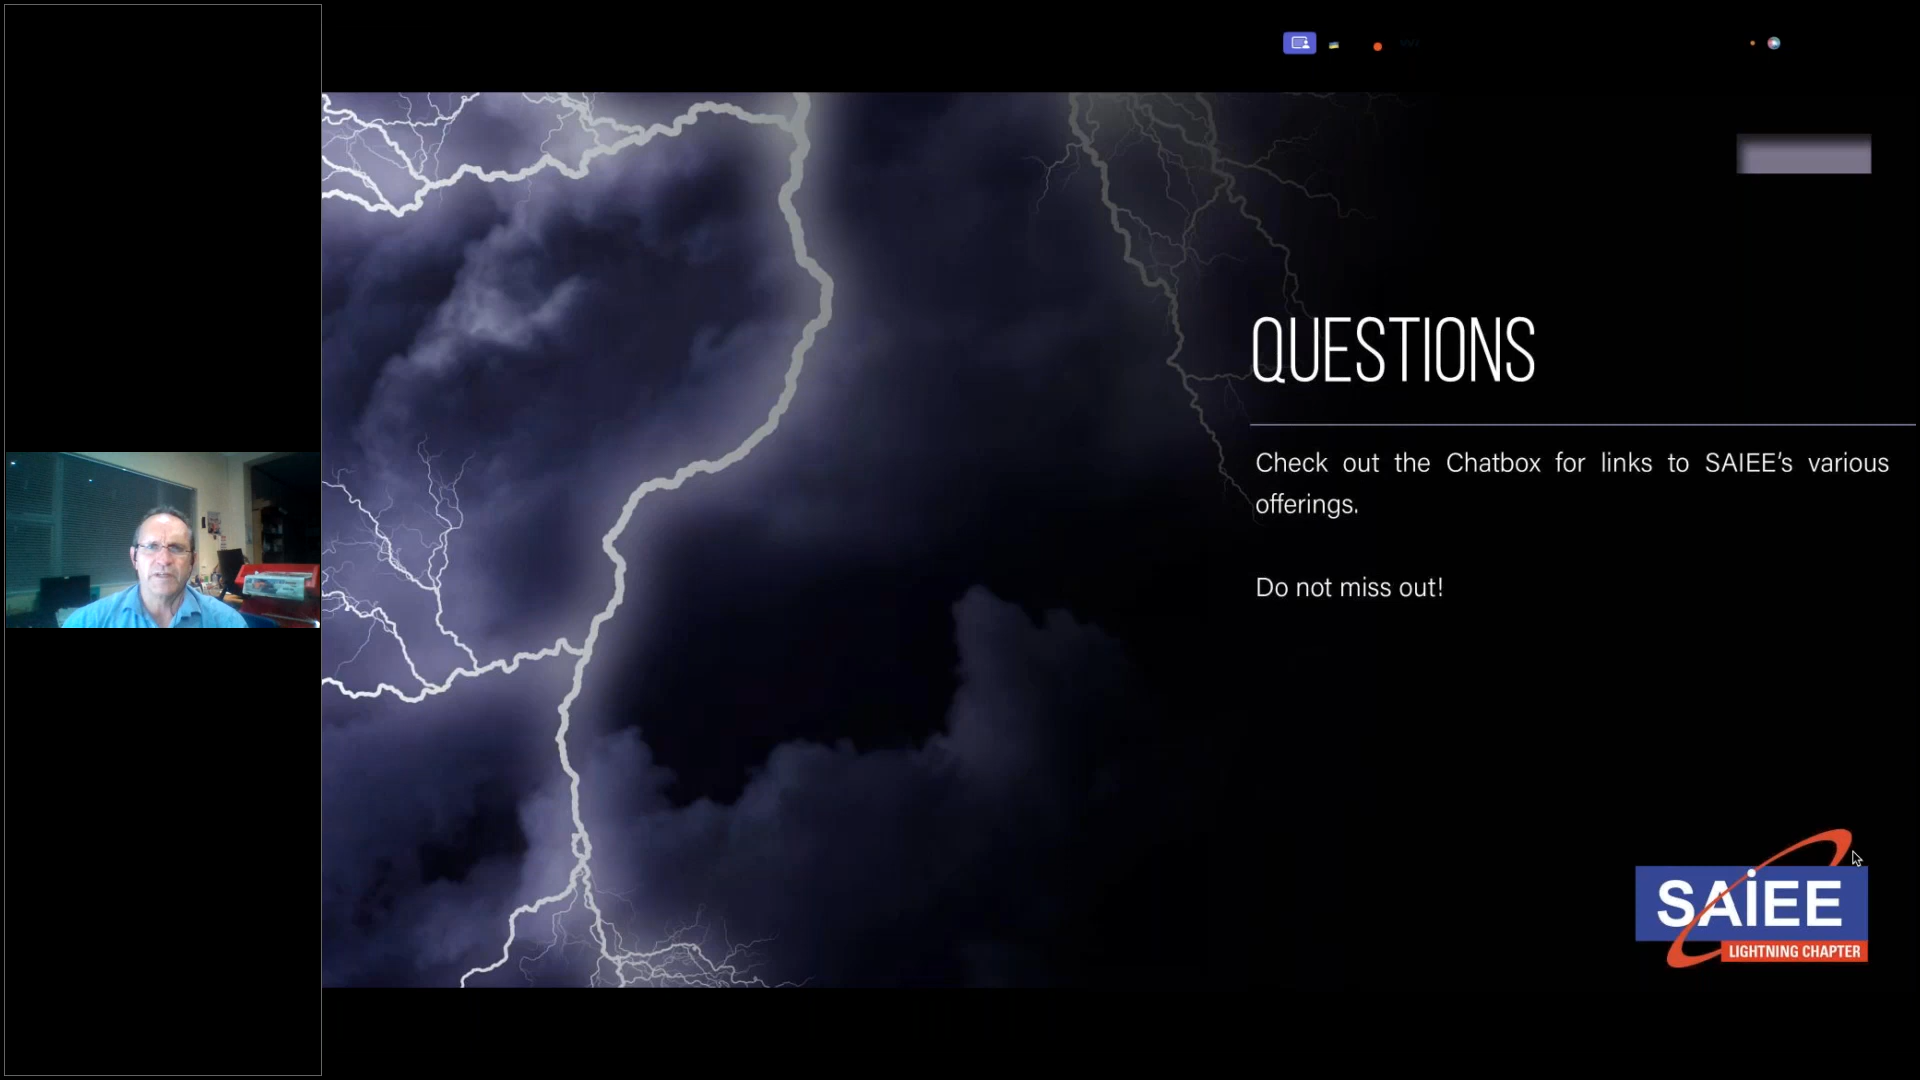 QUESTIONS
Check out the Chatbox for links to SAIEE's various
offerings.
Do not miss out!
SAiEE
LIGHTNING CHAPTER